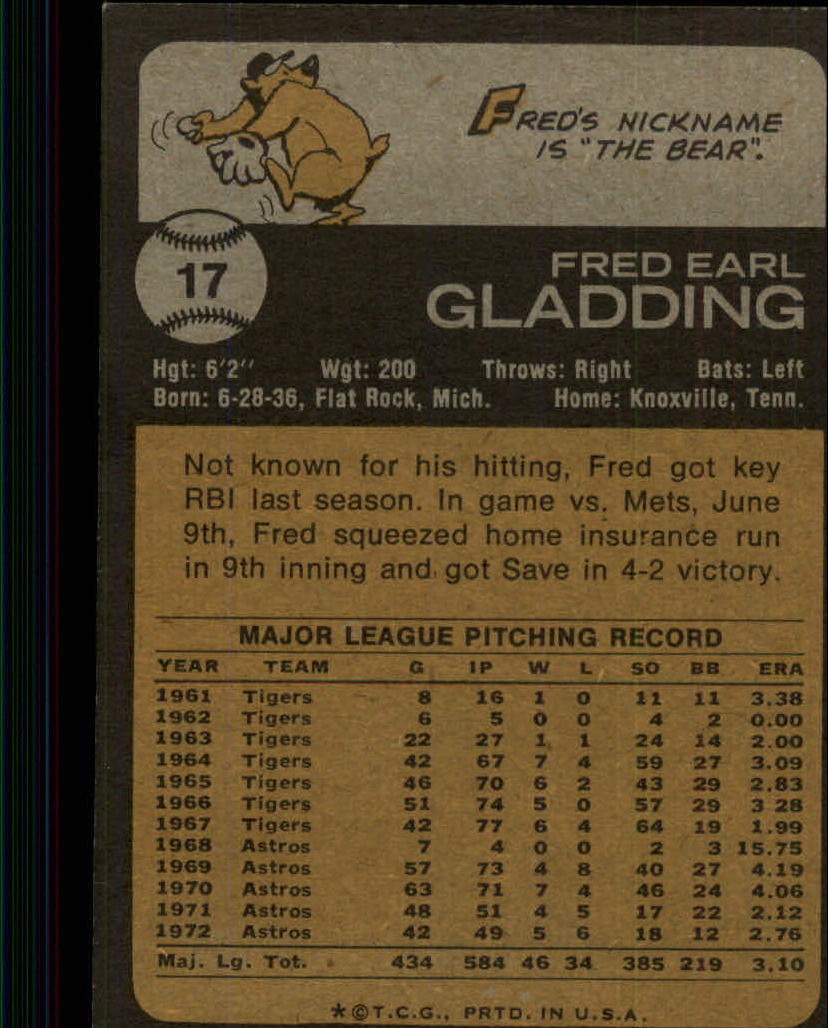 FRED'S NICKNAME
IS "THE BEAR".
17
FRED EARL
GLADDING
Hgt: 6'2" Wgt: 200 Throws: Right Bats: Left
Born: 6-28-36, Flat Rock, Mich. Home: Knoxville, Tenn.
Not known for his hitting, Fred got key
RBI last season. In game vs. Mets, June
9th, Fred squeezed home insurance run
in 9th inning and got Save in 4-2 victory.
MAJOR LEAGUE PITCHING RECORD
YEAR TEAM G IP W L SO BB ERA
1961 Tigers 8 16 1 0 11 11 3.38
1962 Tigers 6 5 0 0 4 2 0.00
1963 Tigers 22 27 1 1 24 14 2.00
1964 Tigers 42 67 7 4 59 27 3.09
1965 Tigers 46 70 6 2 43 29 2.83
1966 Tigers 51 74 5 0 57 29 3 28
1967 Tigers 42 77 6 4 64 19 1.99
1968 Astros 7 4 0 0 2 3 15.75
1969 Astros 57 73 4 8 40 27 4.19
1970 Astros 63 71 7 4 46 24 4.06
1971 Astros 48 51 4 5 17 22 2.12
1972 Astros 42 49 5 6 18 12 2.76
Maj. Lg. Tot. 434 584 46 34 385 219 3.10
*©T.C.G., PRTD. IN U.S.A.